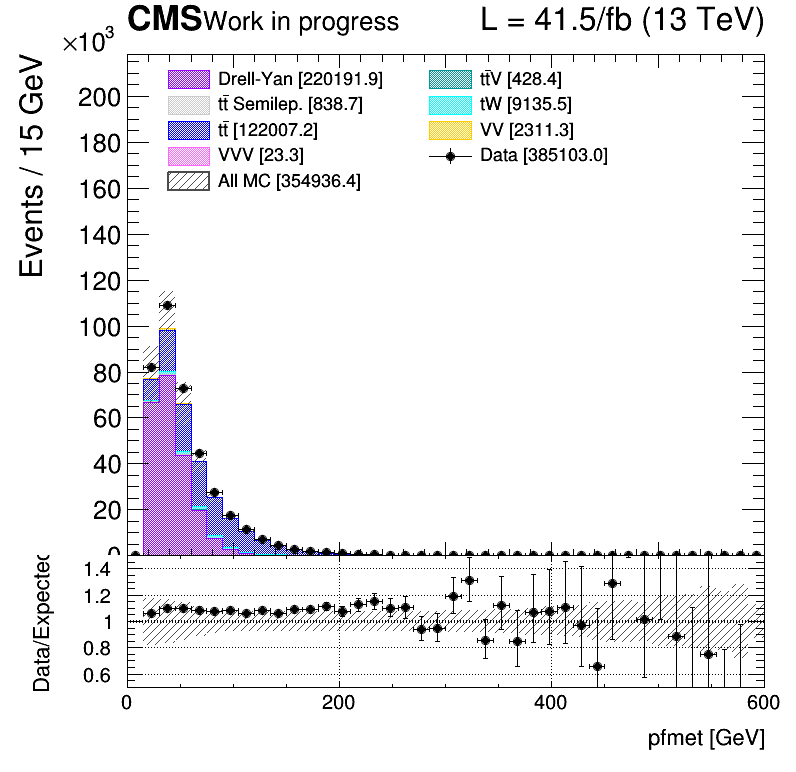 CMS Work in progress L = 41.5/fb (13 TeV)
×10³
Events / 15 GeV
Drell-Yan [220191.9]
tt̄V [428.4]
tt̄ Semilep. [838.7]
tW [9135.5]
tt̄ [122007.2]
VV [2311.3]
VVV [23.3]
Data [385103.0]
All MC [354936.4]
200
180
160
140
120
100
80
60
40
20
0
Data/Expected
1.4
1.2
1
0.8
0.6
0 200 400 600
pfmet [GeV]